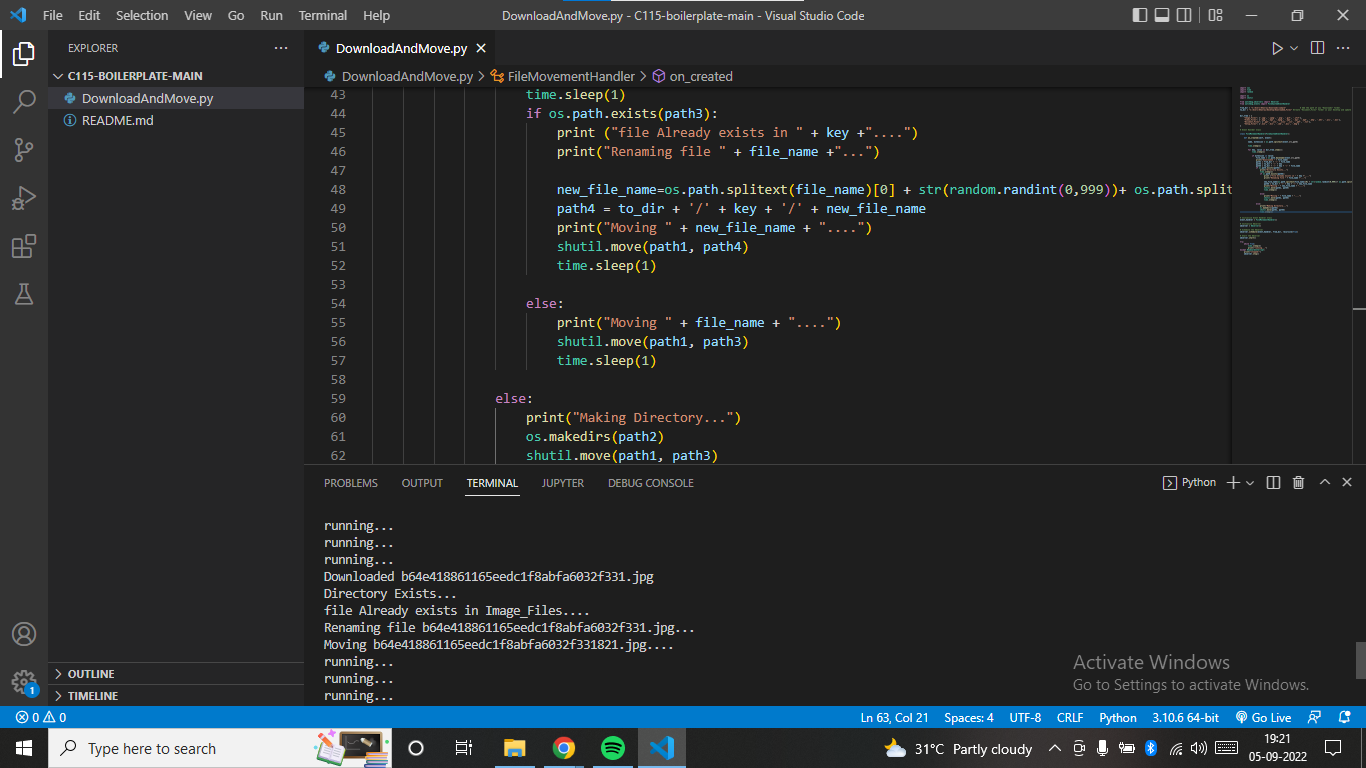 File Edit Selection View Go Run Terminal Help
DownloadAndMove.py - C115-boilerplate-main - Visual Studio Code
EXPLORER
C115-BOILERPLATE-MAIN
DownloadAndMove.py
README.md
OUTLINE
TIMELINE
DownloadAndMove.py
DownloadAndMove.py > FileMovementHandler > on_created
43 time.sleep(1)
44 if os.path.exists(path3):
45 print ("file Already exists in " + key +"....")
46 print("Renaming file " + file_name +"...")
47
48 new_file_name=os.path.splitext(file_name)[0] + str(random.randint(0,999))+ os.path.split
49 path4 = to_dir + '/' + key + '/' + new_file_name
50 print("Moving " + new_file_name + "....")
51 shutil.move(path1, path4)
52 time.sleep(1)
53
54 else:
55 print("Moving " + file_name + "....")
56 shutil.move(path1, path3)
57 time.sleep(1)
58
59 else:
60 print("Making Directory...")
61 os.makedirs(path2)
62 shutil.move(path1, path3)
PROBLEMS OUTPUT TERMINAL JUPYTER DEBUG CONSOLE
Python
running...
running...
running...
Downloaded b64e418861165eedc1f8abfa6032f331.jpg
Directory Exists...
file Already exists in Image_Files....
Renaming file b64e418861165eedc1f8abfa6032f331.jpg...
Moving b64e418861165eedc1f8abfa6032f331821.jpg....
running...
running...
running...
Activate Windows
Go to Settings to activate Windows.
1
0 0
Ln 63, Col 21 Spaces: 4 UTF-8 CRLF Python 3.10.6 64-bit Go Live
Type here to search
31°C Partly cloudy
19:21
05-09-2022